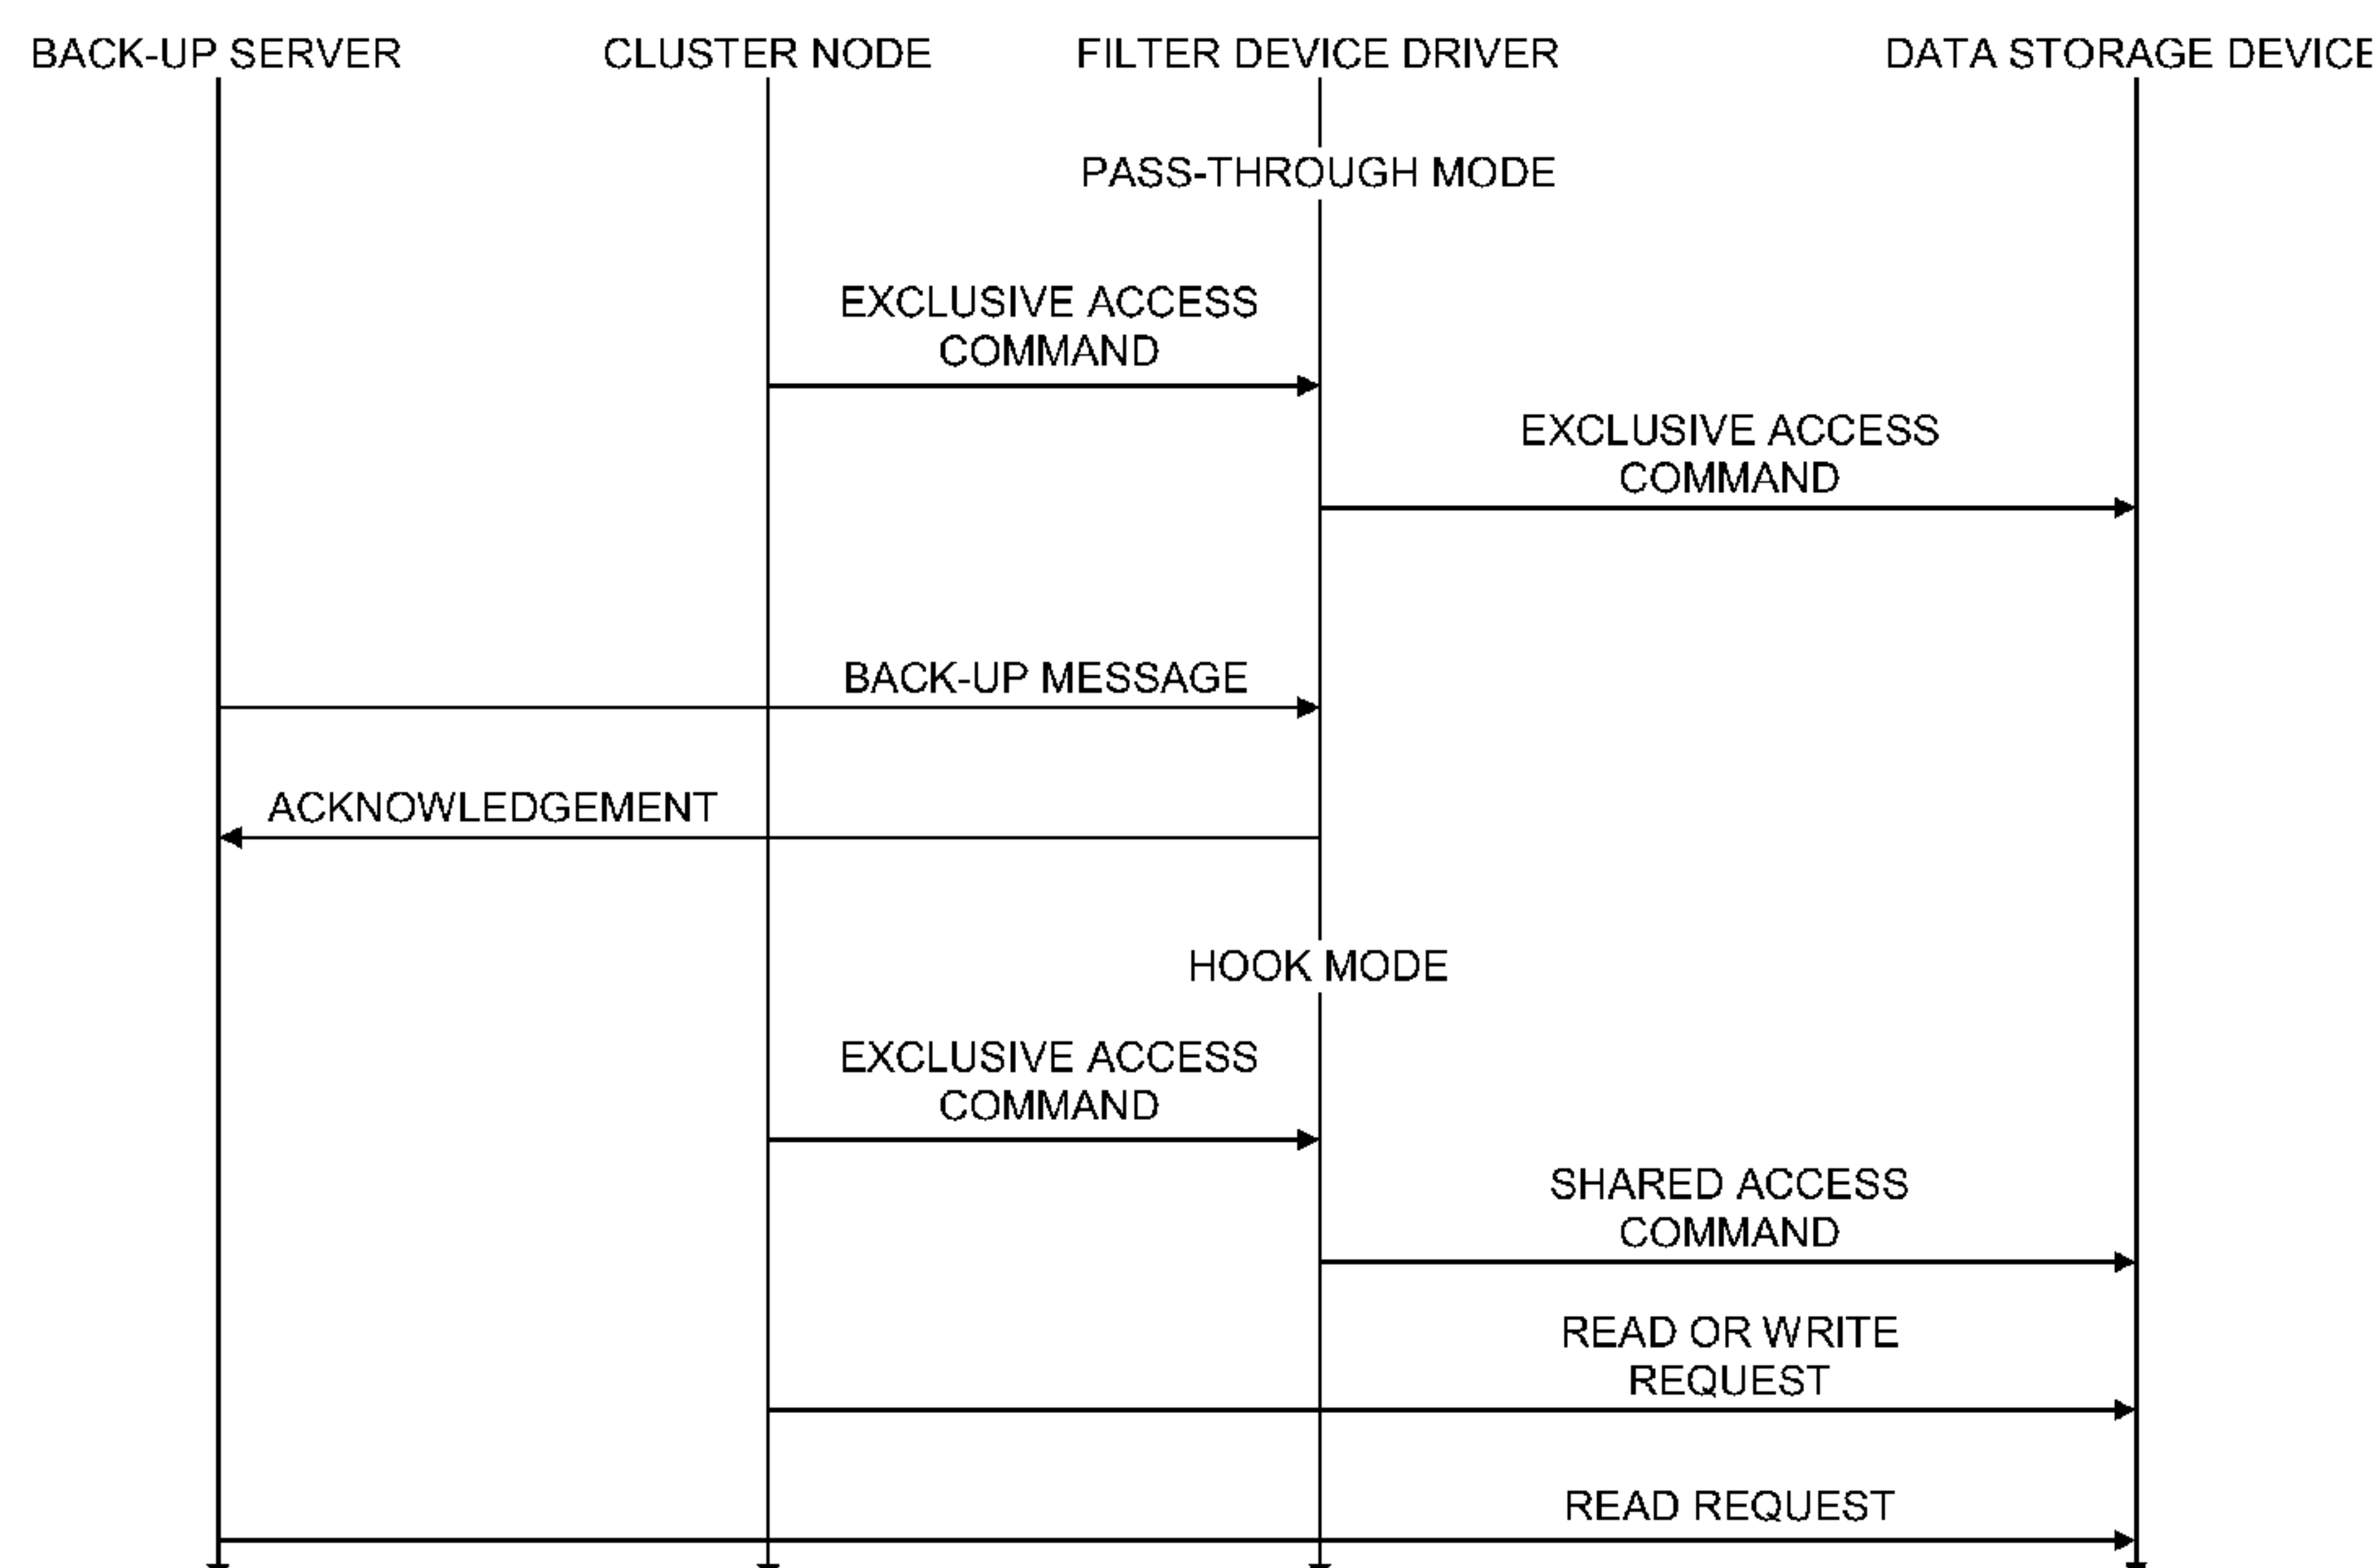 BACK-UP SERVER CLUSTER NODE FILTER DEVICE DRIVER DATA STORAGE DEVICE
PASS-THROUGH MODE
EXCLUSIVE ACCESS
COMMAND
EXCLUSIVE ACCESS
COMMAND
BACK-UP MESSAGE
ACKNOWLEDGEMENT
HOOK MODE
EXCLUSIVE ACCESS
COMMAND
SHARED ACCESS
COMMAND
READ OR WRITE
REQUEST
READ REQUEST